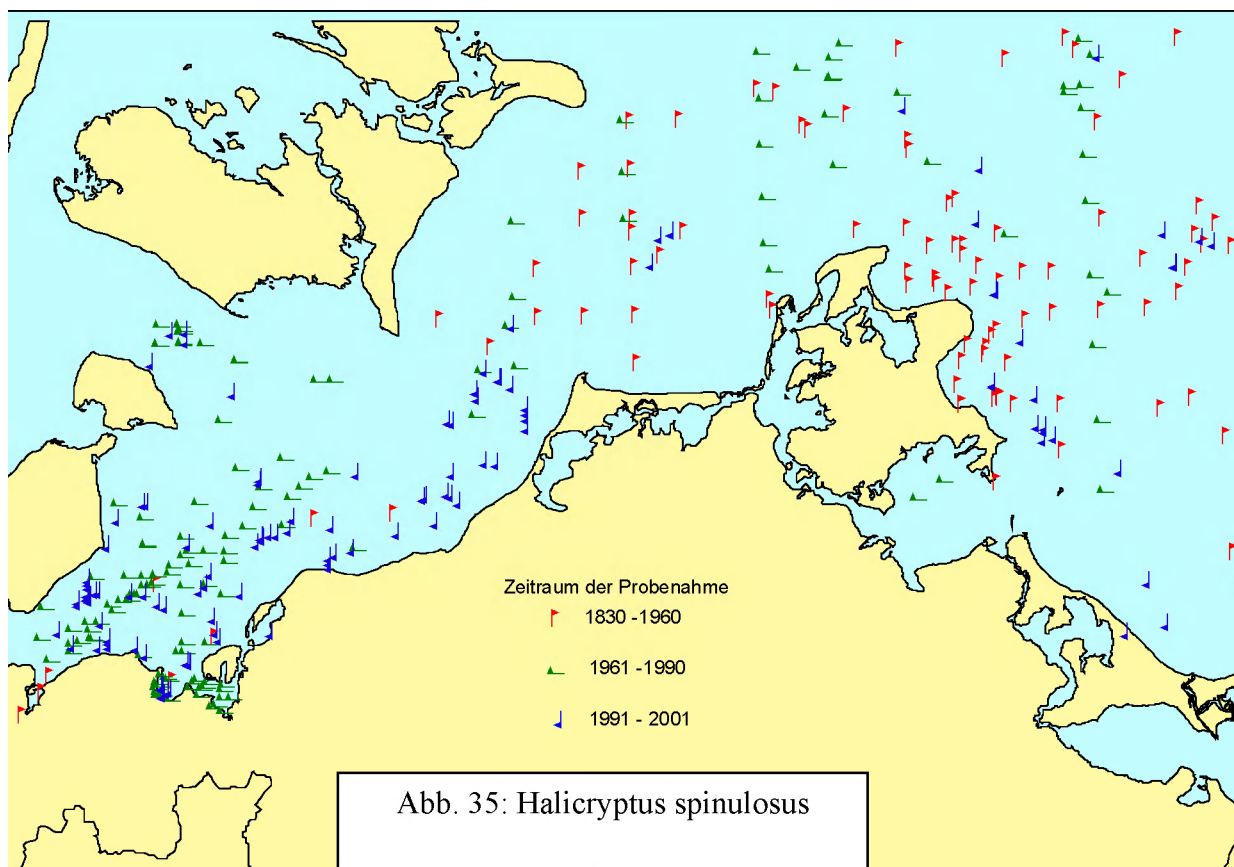 Zeitraum der Probenahme
1830 -1960
1961 -1990
1991 - 2001
Abb. 35: Halicryptus spinulosus